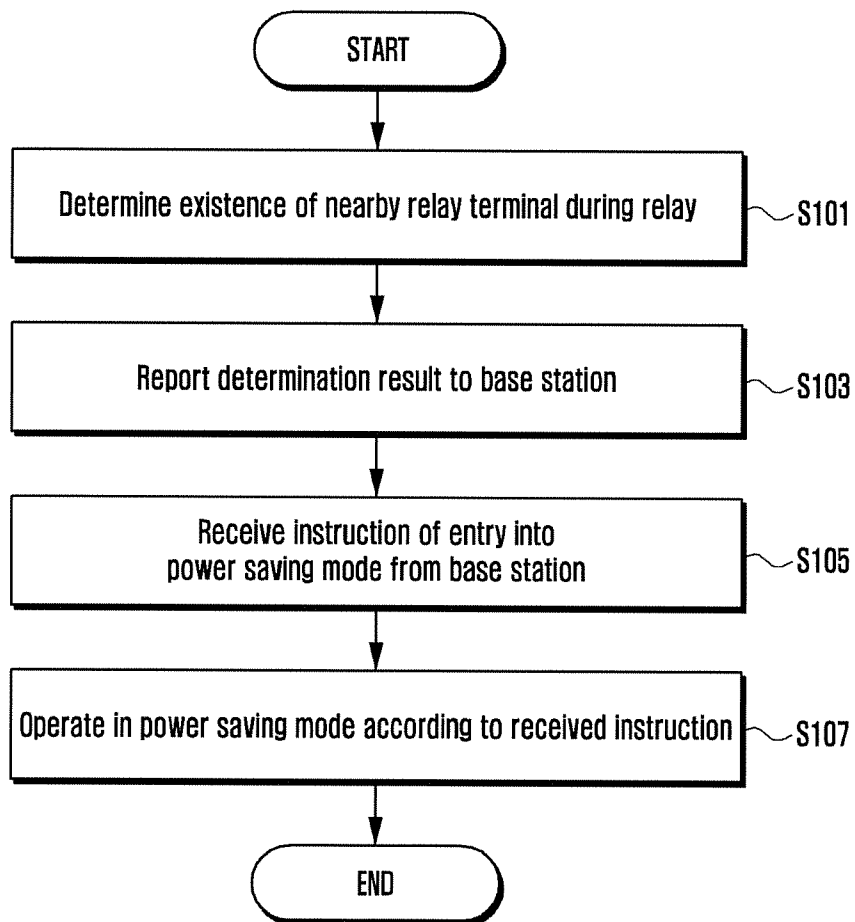 START
Determine existence of nearby relay terminal during relay
S101
Report determination result to base station
S103
Receive instruction of entry into
power saving mode from base station
S105
Operate in power saving mode according to received instruction
S107
END